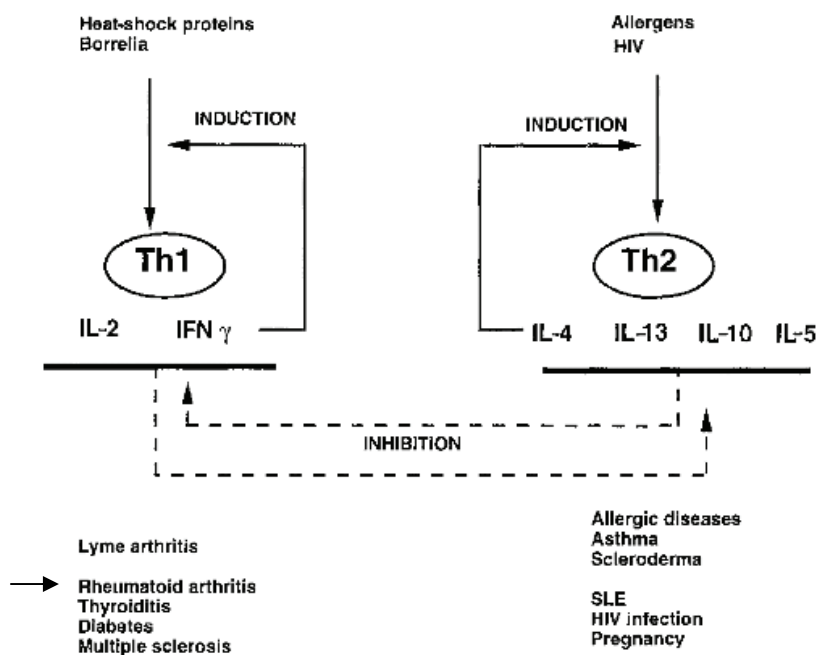 Heat-shock proteins
Borrelia
Allergens
HIV
INDUCTION
INDUCTION
Th1
Th2
IL-2 IFN γ
IL-4 IL-13 IL-10 IL-5
INHIBITION
Lyme arthritis
Rheumatoid arthritis
Thyroiditis
Diabetes
Multiple sclerosis
Allergic diseases
Asthma
Scleroderma
SLE
HIV infection
Pregnancy